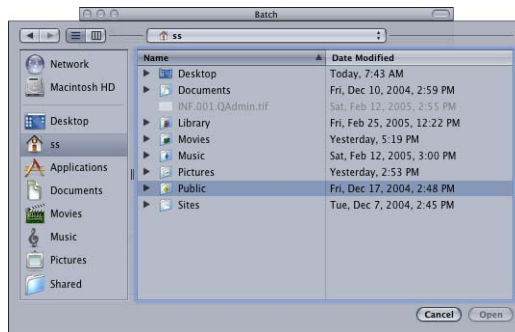 Batch
ss
Network
Macintosh HD
Desktop
ss
Applications
Documents
Movies
Music
Pictures
Shared
Name Date Modified
Desktop Today, 7:43 AM
Documents Fri, Dec 10, 2004, 2:59 PM
INF.001.QAdmin.tif Sat, Feb 12, 2005, 2:55 PM
Library Fri, Feb 25, 2005, 12:22 PM
Movies Yesterday, 5:19 PM
Music Sat, Feb 12, 2005, 3:00 PM
Pictures Yesterday, 2:53 PM
Public Fri, Dec 17, 2004, 2:48 PM
Sites Tue, Dec 7, 2004, 2:45 PM
Cancel Open